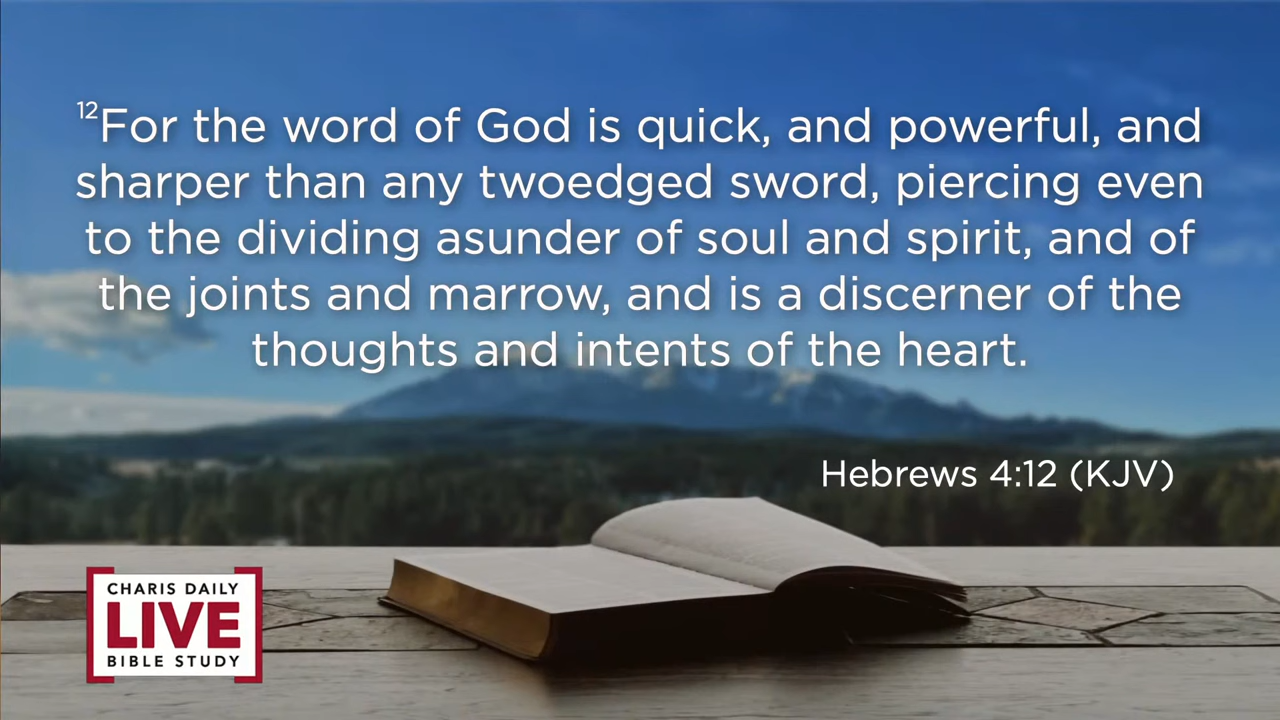 12For the word of God is quick, and powerful, and
sharper than any twoedged sword, piercing even
to the dividing asunder of soul and spirit, and of
the joints and marrow, and is a discerner of the
thoughts and intents of the heart.
Hebrews 4:12 (KJV)
CHARIS DAILY
LIVE
BIBLE STUDY